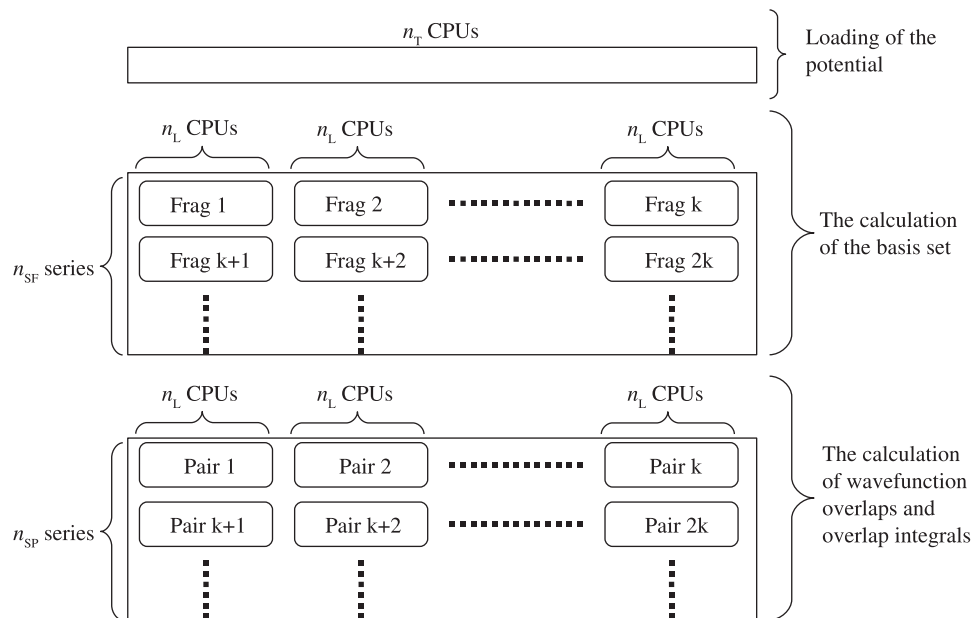 n_T CPUs
Loading of the
potential
n_L CPUs
n_L CPUs
n_L CPUs
Frag 1
Frag 2
Frag k
Frag k+1
Frag k+2
Frag 2k
n_SF series
The calculation
of the basis set
n_L CPUs
n_L CPUs
n_L CPUs
Pair 1
Pair 2
Pair k
Pair k+1
Pair k+2
Pair 2k
n_SP series
The calculation
of wavefunction
overlaps and
overlap integrals